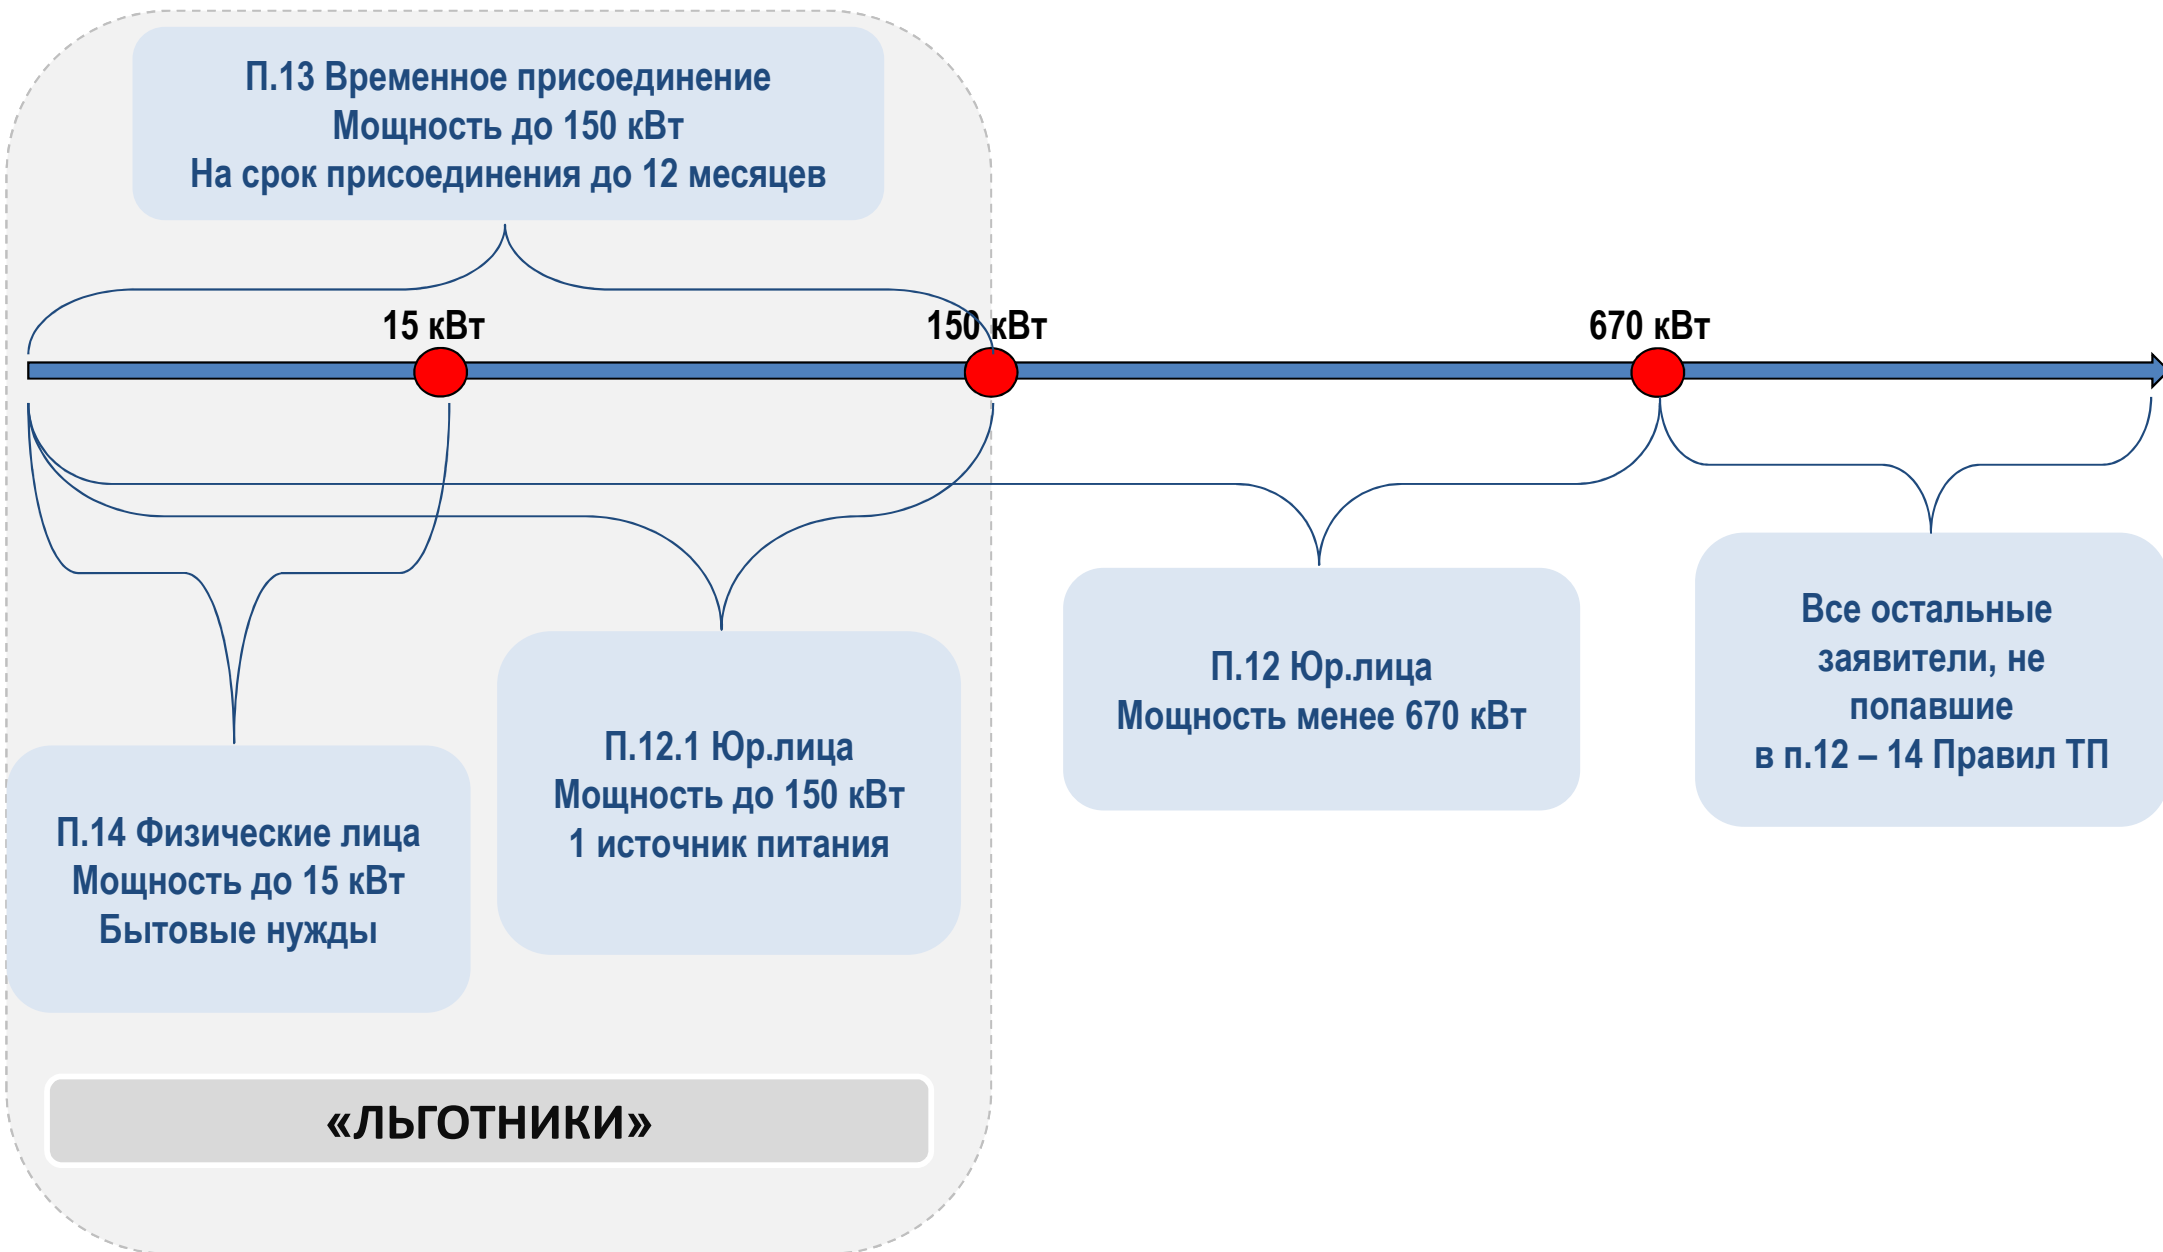 П.13 Временное присоединение
Мощность до 150 кВт
На срок присоединения до 12 месяцев
15 кВт
150 кВт
670 кВт
П.14 Физические лица
Мощность до 15 кВт
Бытовые нужды
П.12.1 Юр.лица
Мощность до 150 кВт
1 источник питания
П.12 Юр.лица
Мощность менее 670 кВт
Все остальные
заявители, не
попавшие
в п.12 – 14 Правил ТП
«ЛЬГОТНИКИ»